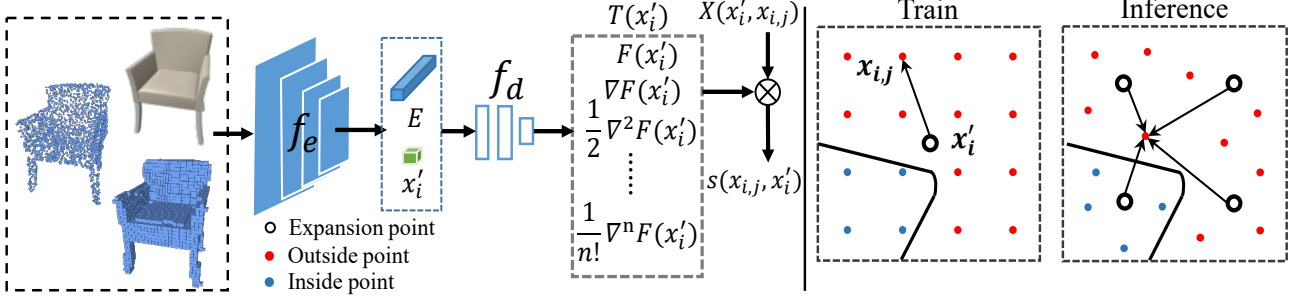 f_e
E
x'_i
f_d
T(x'_i)
F(x'_i)
∇F(x'_i)
1/2 ∇²F(x'_i)
......
1/n! ∇ⁿF(x'_i)
X(x'_i, x_{i,j})
s(x_{i,j}, x'_i)
Expansion point
Outside point
Inside point
Train
x_{i,j}
x'_i
Inference